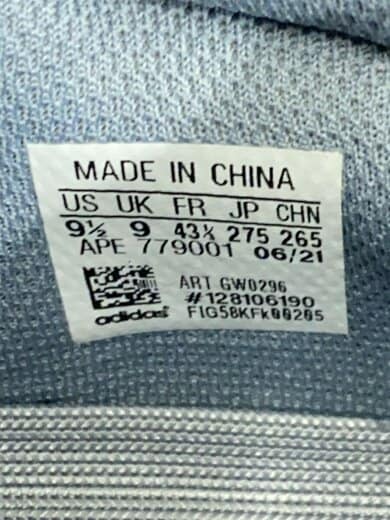 MADE IN CHINA
US UK FR JP CHN
9½ 9 43⅓ 275 265
APE 779001 06/21
ART GW0296
#128106190
adidas FIG58KFk00205